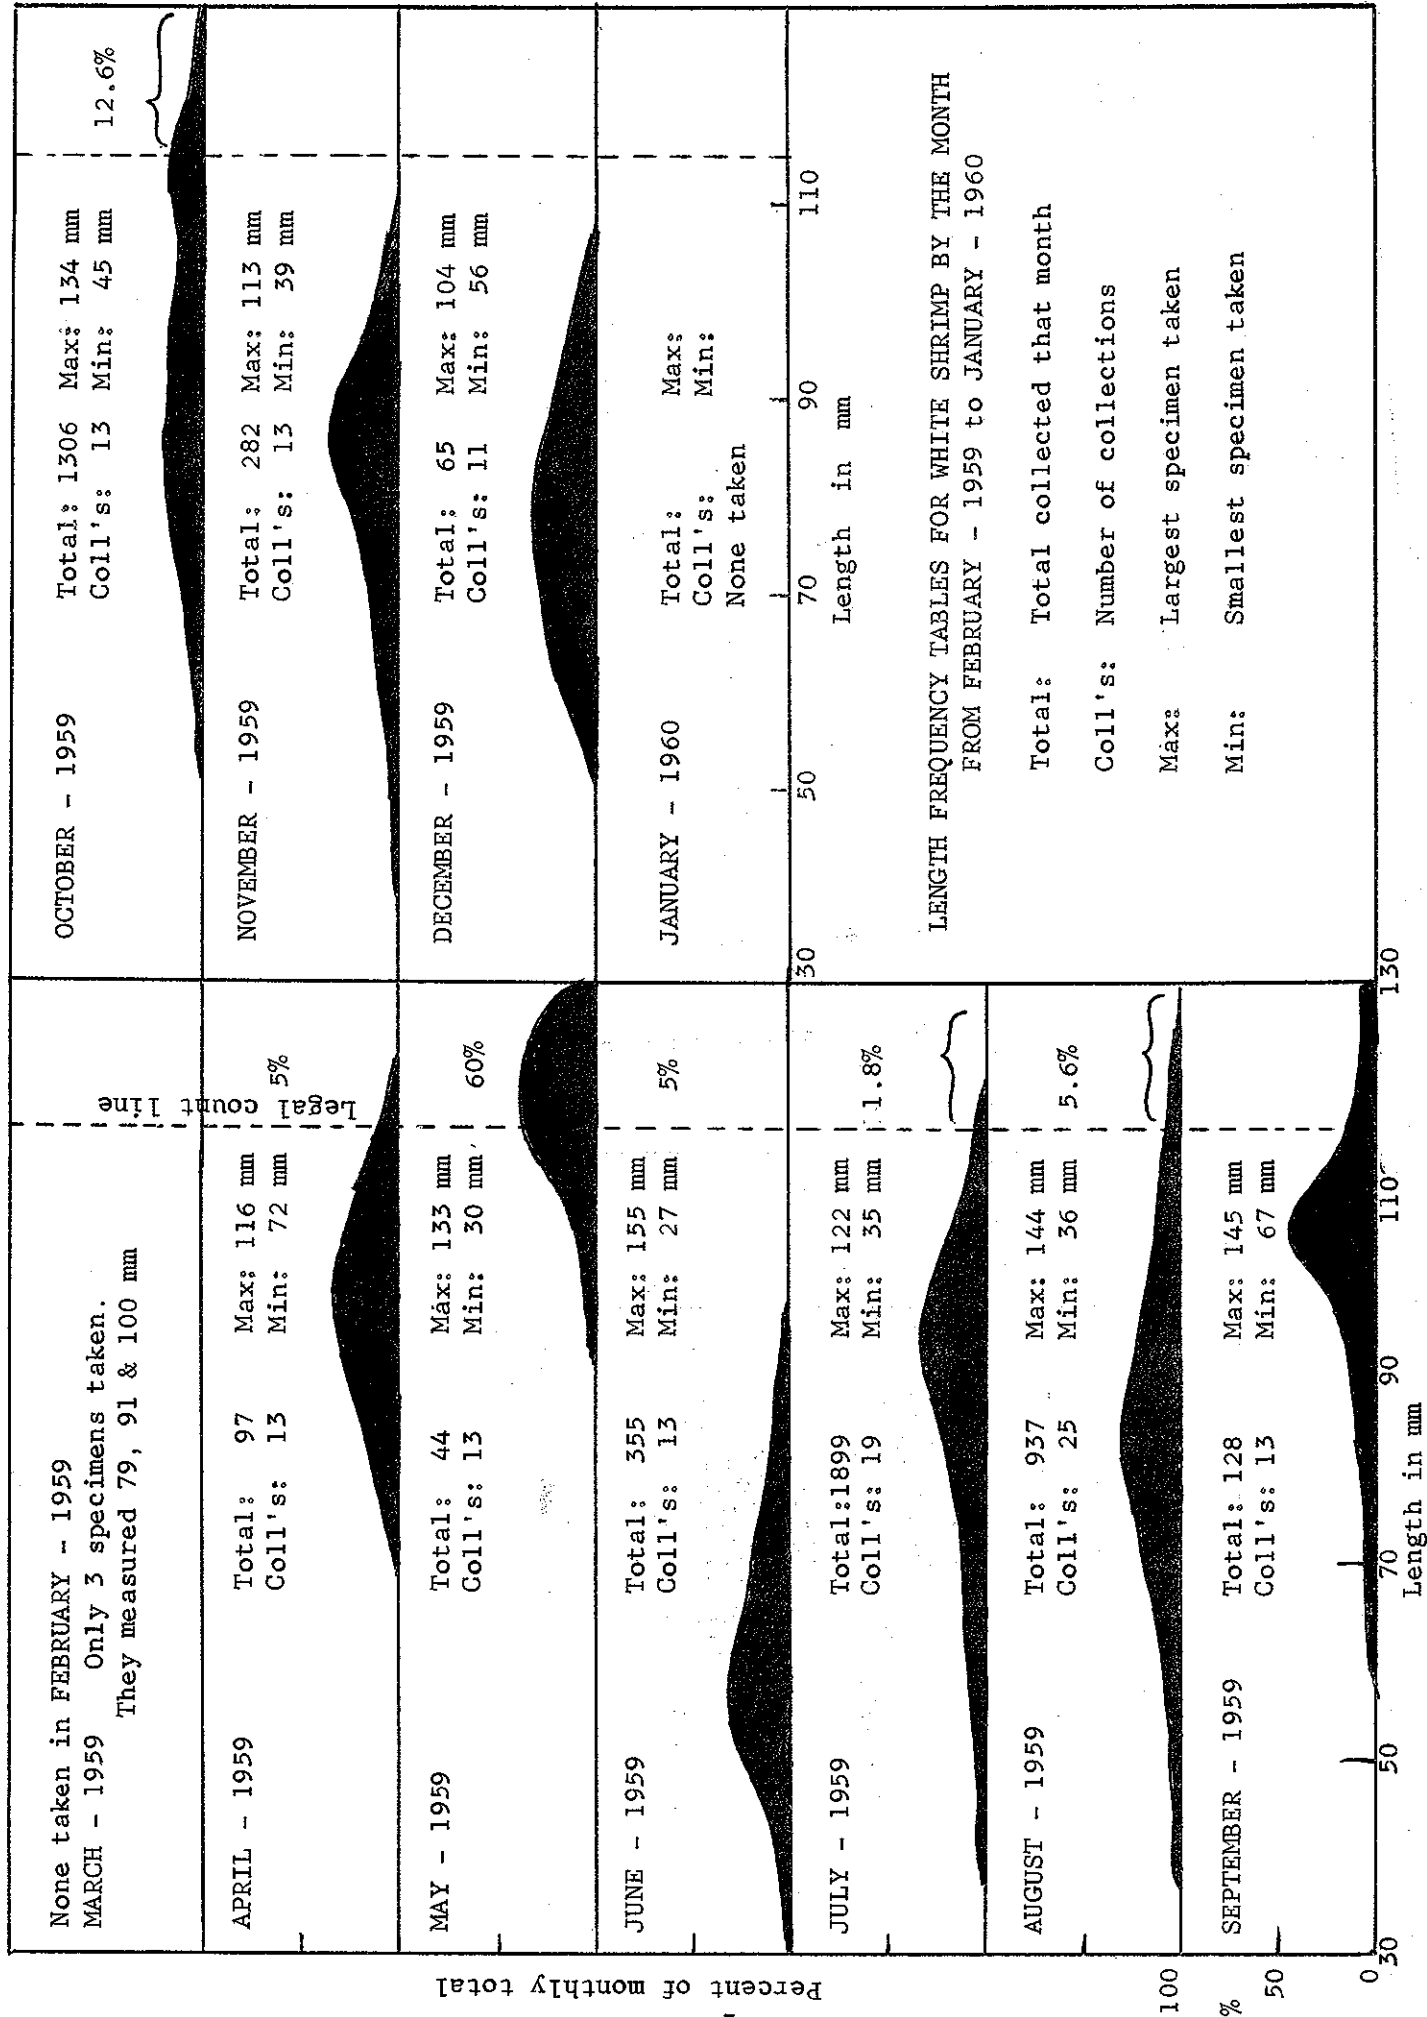 None taken in FEBRUARY - 1959
MARCH - 1959 Only 3 specimens taken.
They measured 79, 91 & 100 mm
Legal count line
APRIL - 1959
Total: 97 Max: 116 mm
Coll's: 13 Min: 72 mm
5%
MAY - 1959
Total: 44 Max: 133 mm
Coll's: 13 Min: 30 mm
60%
JUNE - 1959
Total: 355 Max: 155 mm
Coll's: 13 Min: 27 mm
5%
JULY - 1959
Total:1899 Max: 122 mm
Coll's: 19 Min: 35 mm
1.8%
AUGUST - 1959
Total: 937 Max: 144 mm
Coll's: 25 Min: 36 mm
5.6%
SEPTEMBER - 1959
Total: 128 Max: 145 mm
Coll's: 13 Min: 67 mm
Percent of monthly total
100
%
50
0
30 50 70 90 110 130
Length in mm
OCTOBER - 1959
Total: 1306 Max: 134 mm
Coll's: 13 Min: 45 mm
12.6%
NOVEMBER - 1959
Total: 282 Max: 113 mm
Coll's: 13 Min: 39 mm
DECEMBER - 1959
Total: 65 Max: 104 mm
Coll's: 11 Min: 56 mm
JANUARY - 1960
Total: Max:
Coll's: Min:
None taken
30 50 70 90 110
Length in mm
LENGTH FREQUENCY TABLES FOR WHITE SHRIMP BY THE MONTH
FROM FEBRUARY - 1959 to JANUARY - 1960
Total: Total collected that month
Coll's: Number of collections
Max: Largest specimen taken
Min: Smallest specimen taken